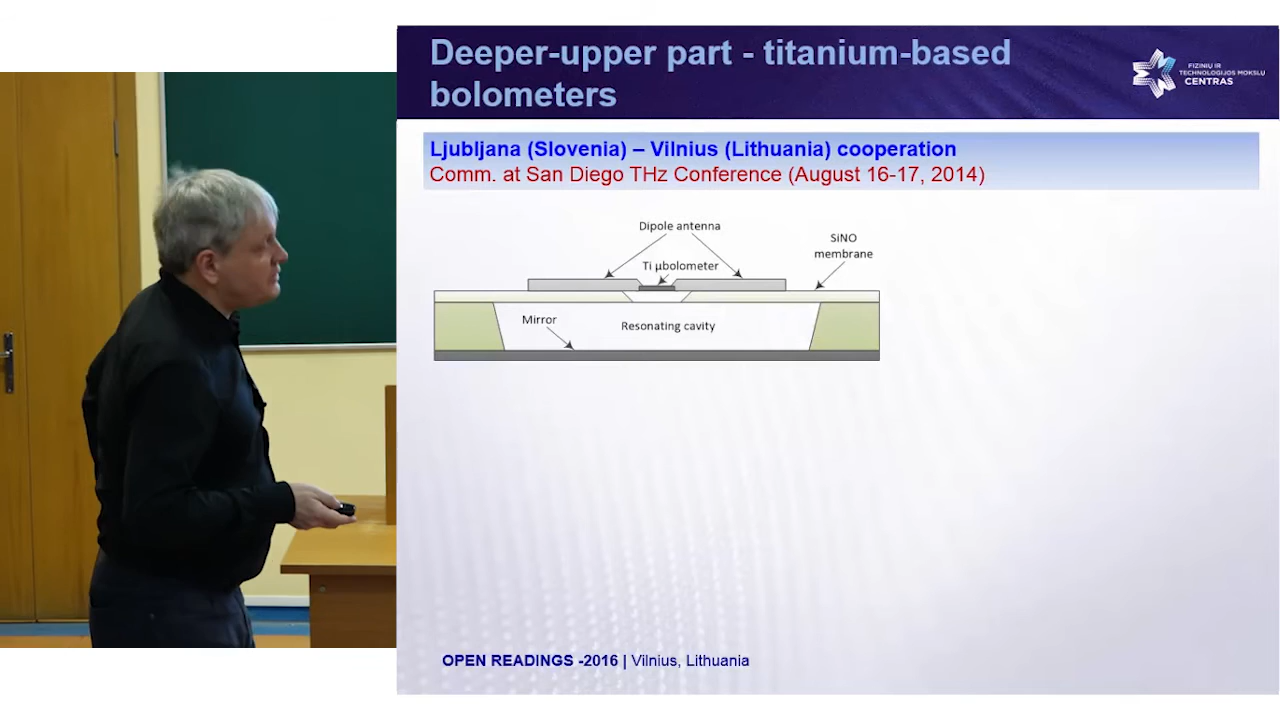 Deeper-upper part - titanium-based
bolometers
FIZINIŲ IR
TECHNOLOGIJOS MOKSLŲ
CENTRAS
Ljubljana (Slovenia) – Vilnius (Lithuania) cooperation
Comm. at San Diego THz Conference (August 16-17, 2014)
Dipole antenna
SiNO
membrane
Ti µbolometer
Mirror
Resonating cavity
OPEN READINGS -2016 | Vilnius, Lithuania